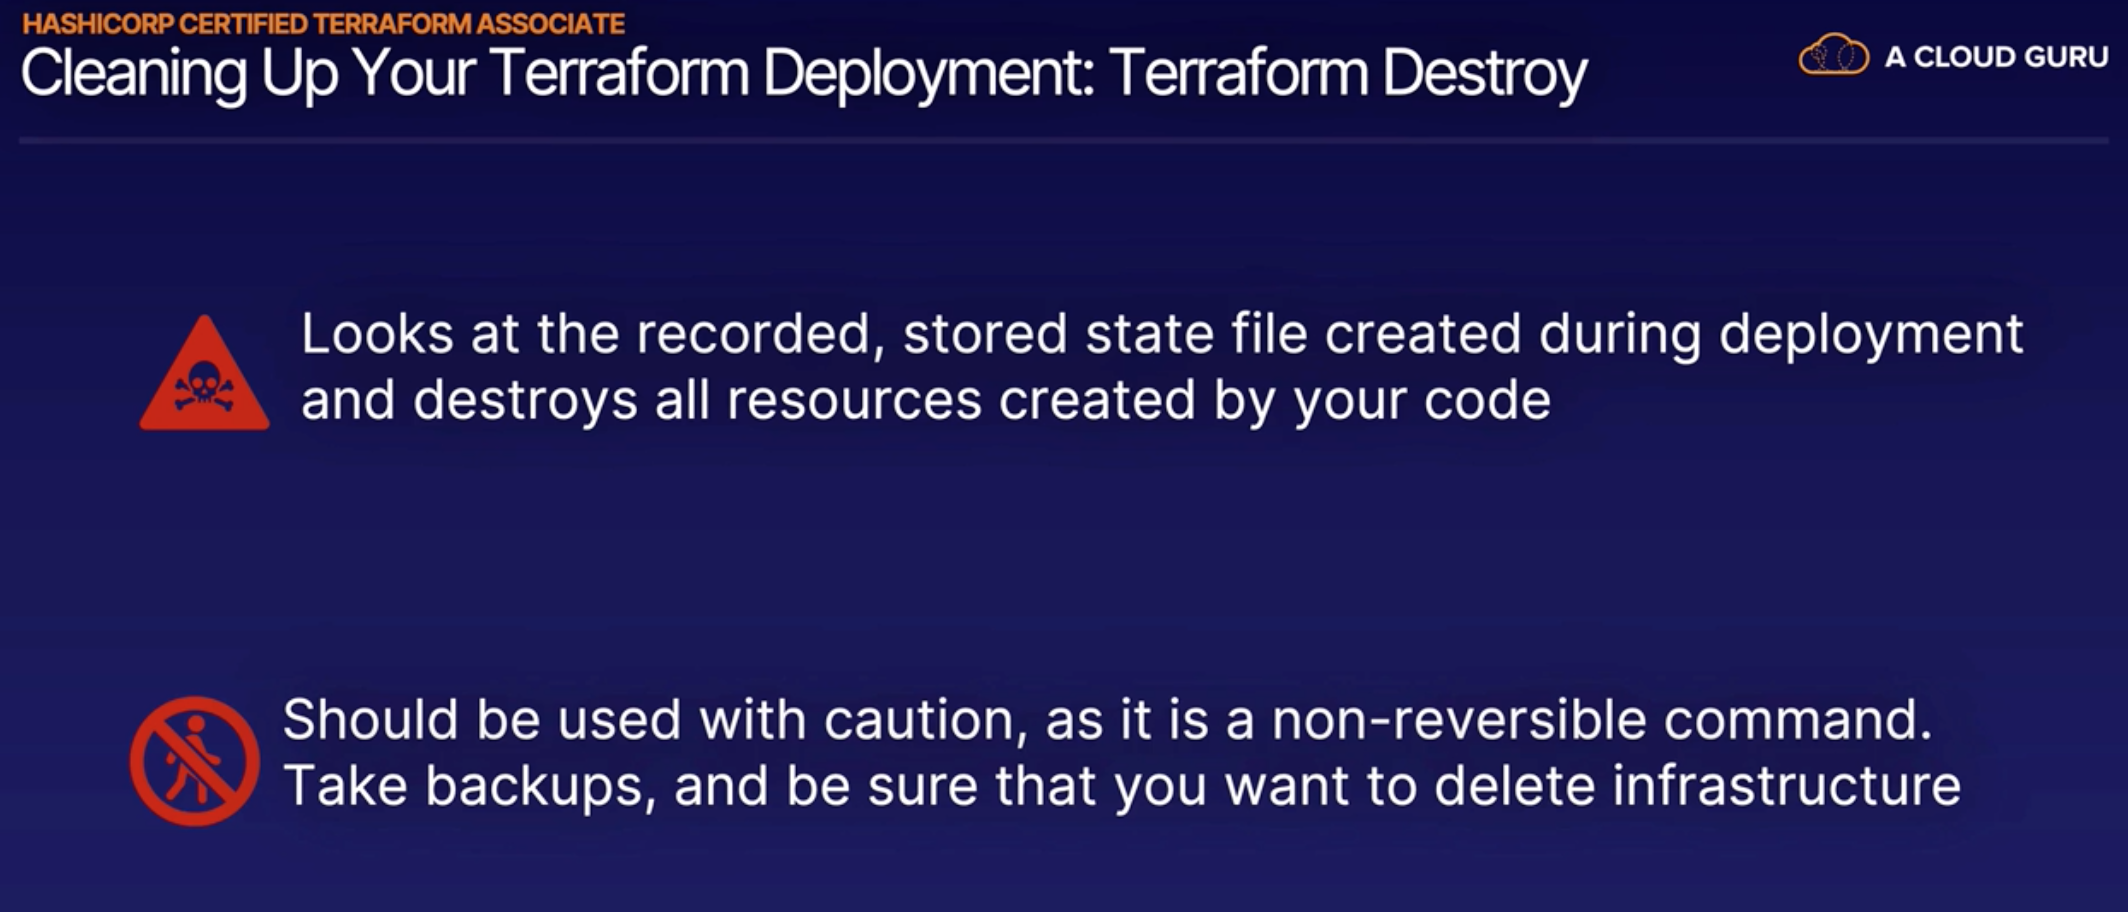 HASHICORP CERTIFIED TERRAFORM ASSOCIATE
Cleaning Up Your Terraform Deployment: Terraform Destroy
A CLOUD GURU
Looks at the recorded, stored state file created during deployment
and destroys all resources created by your code
Should be used with caution, as it is a non-reversible command.
Take backups, and be sure that you want to delete infrastructure